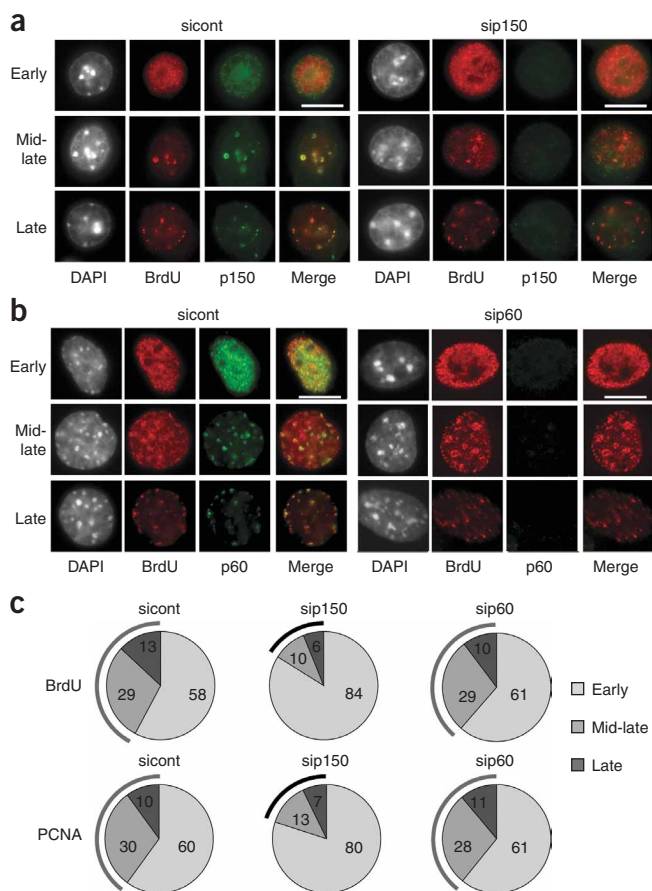 a
sicont sip150
Early
Mid-
late
Late
DAPI BrdU p150 Merge DAPI BrdU p150 Merge
b
sicont sip60
Early
Mid-
late
Late
DAPI BrdU p60 Merge DAPI BrdU p60 Merge
c
sicont sip150 sip60
BrdU
13 29 58
6 10 84
10 29 61
Early
Mid-late
Late
sicont sip150 sip60
PCNA
10 30 60
7 13 80
11 28 61